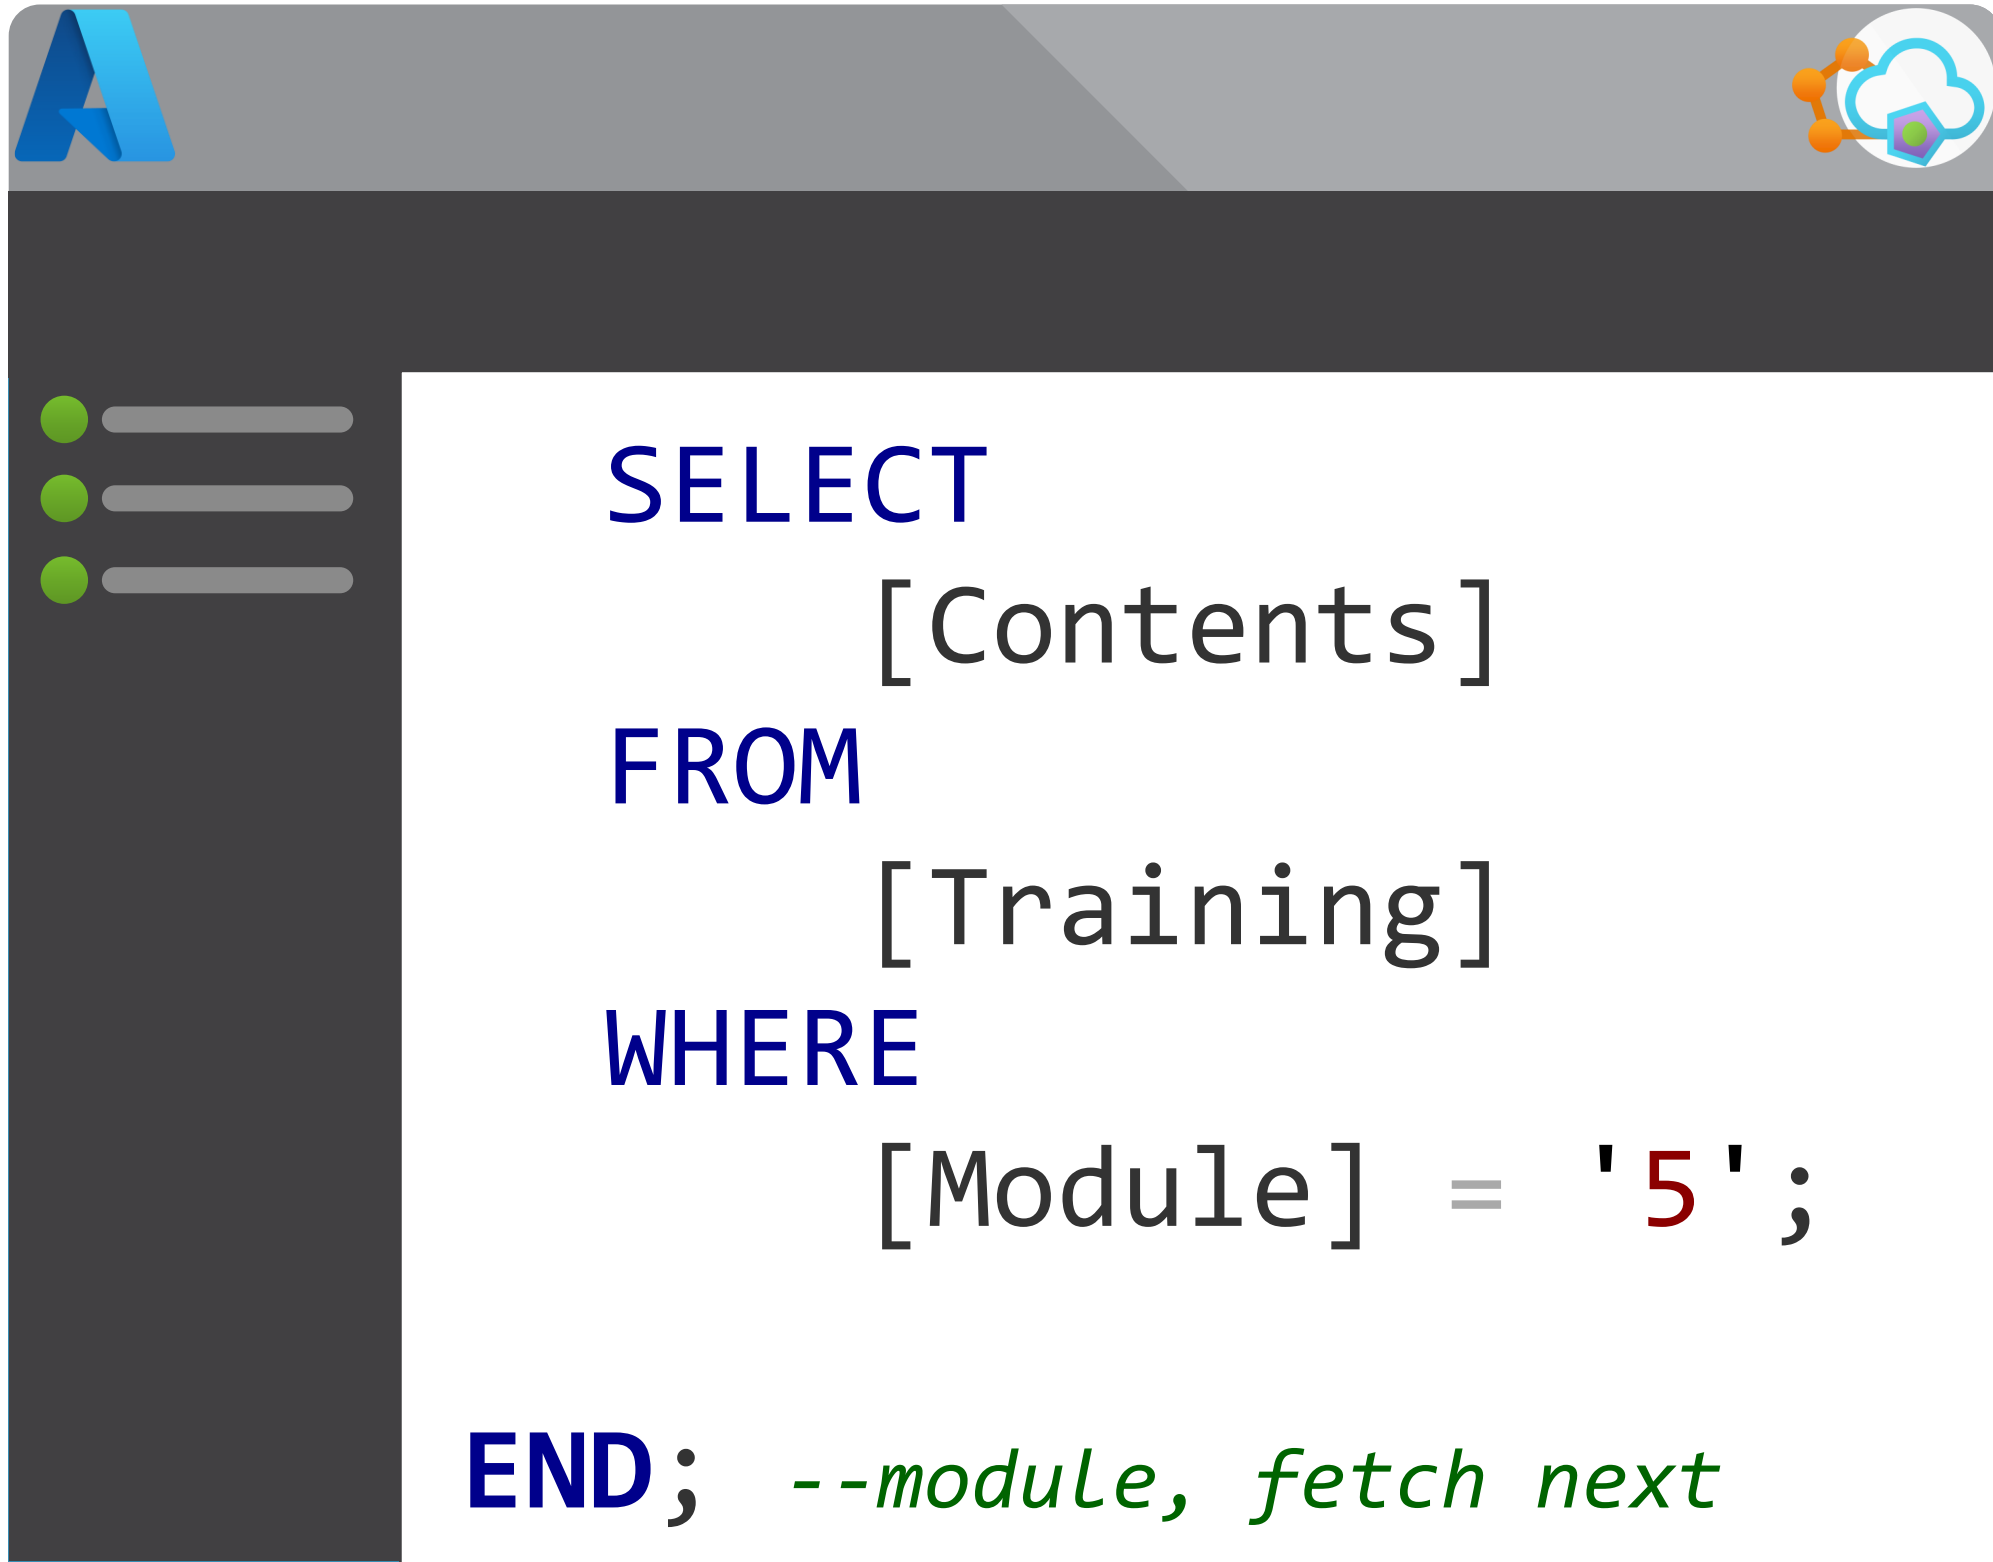 SELECT
[Contents]
FROM
[Training]
WHERE
[Module] = '5';
END; --module, fetch next